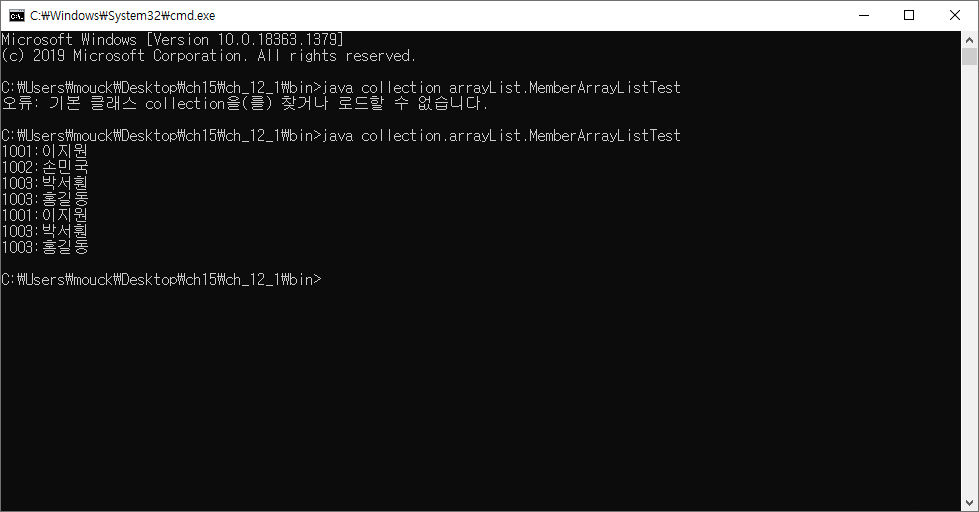 C:₩Windows₩System32₩cmd.exe
Microsoft Windows [Version 10.0.18363.1379]
(c) 2019 Microsoft Corporation. All rights reserved.
C:₩Users₩mouck₩Desktop₩ch15₩ch_12_1₩bin>java collection arrayList.MemberArrayListTest
오류: 기본 클래스 collection을(를) 찾거나 로드할 수 없습니다.
C:₩Users₩mouck₩Desktop₩ch15₩ch_12_1₩bin>java collection.arrayList.MemberArrayListTest
1001:이지원
1002:손민국
1003:박서훤
1003:홍길동
1001:이지원
1003:박서훤
1003:홍길동
C:₩Users₩mouck₩Desktop₩ch15₩ch_12_1₩bin>